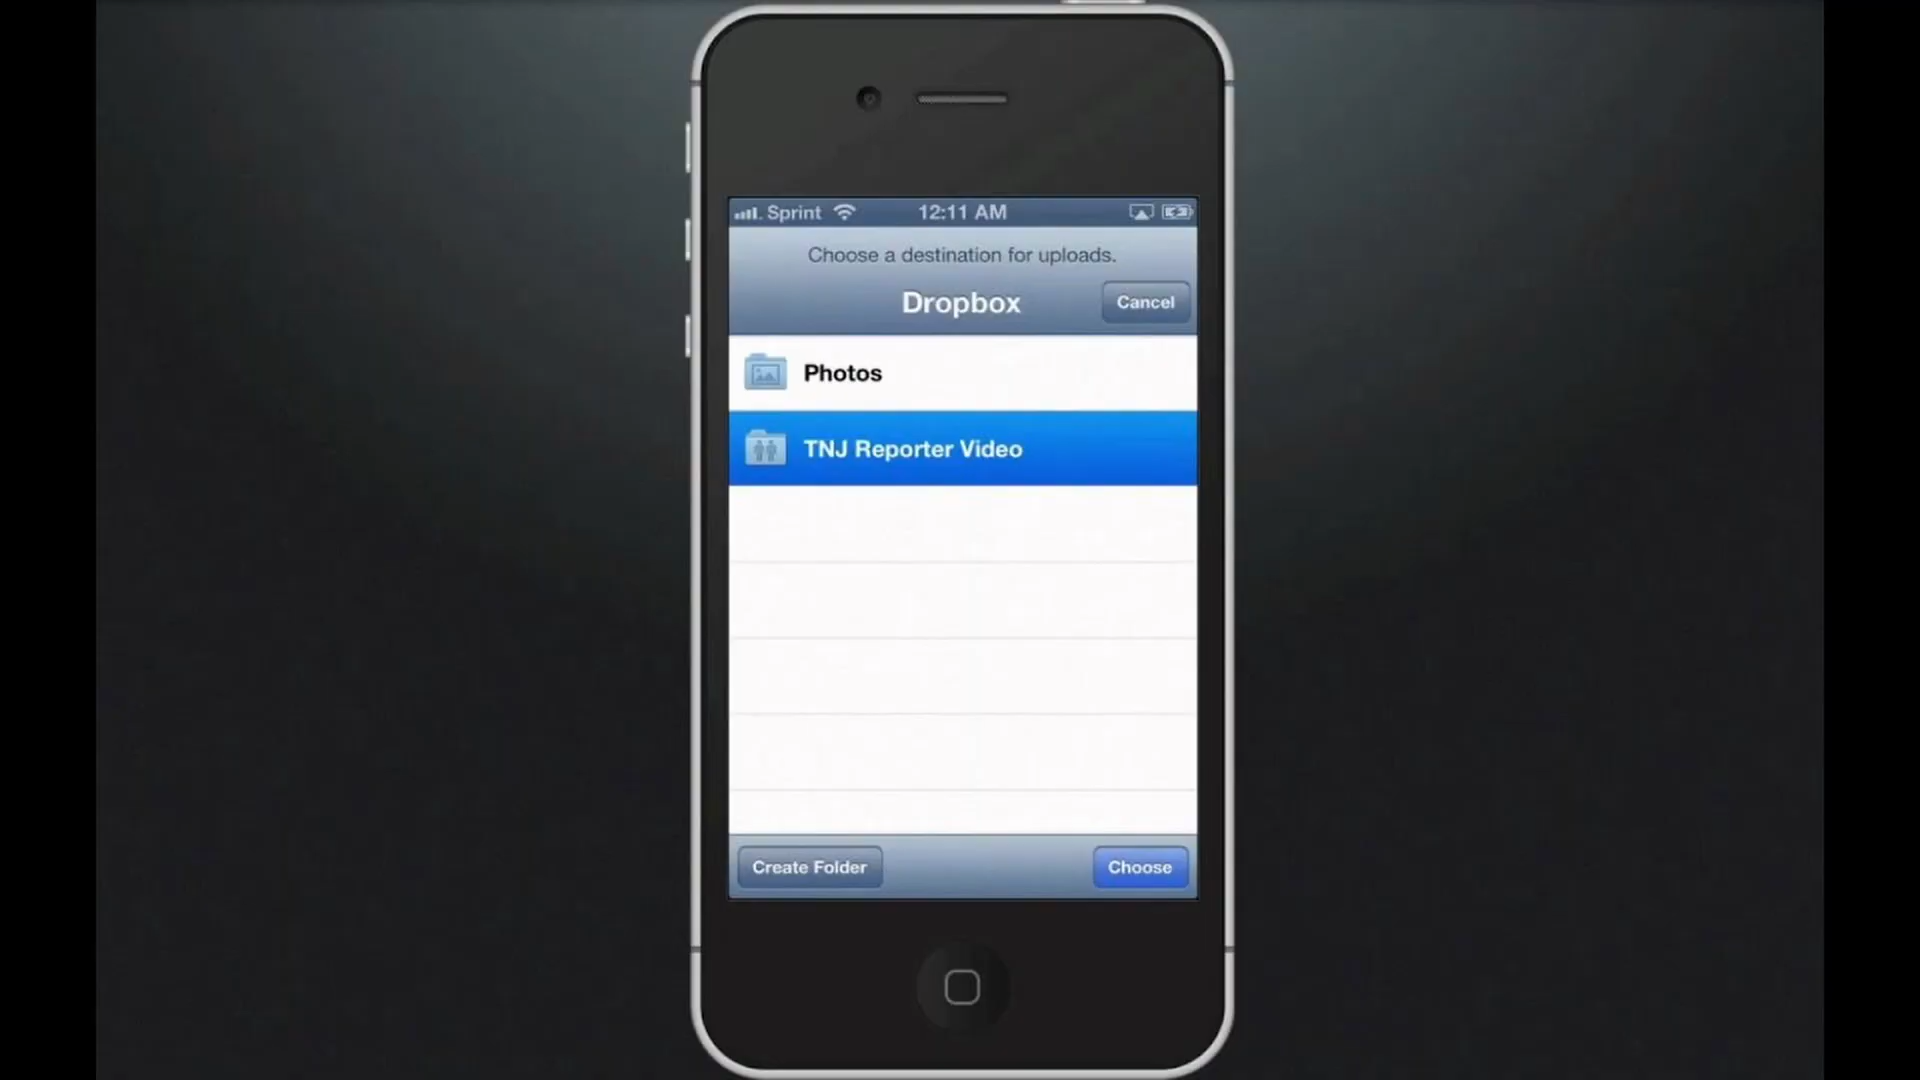 Sprint 12:11 AM
Choose a destination for uploads.
Dropbox Cancel
Photos
TNJ Reporter Video
Create Folder Choose